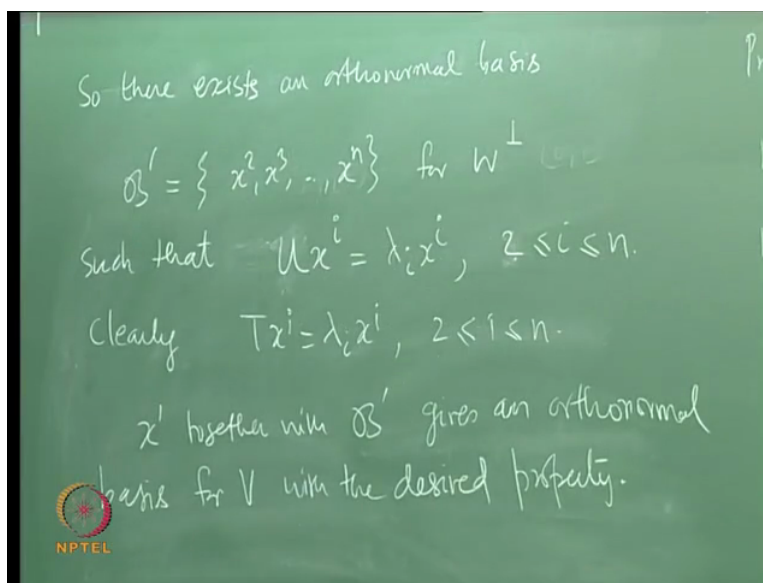 So there exists an orthonormal basis
ℬ' = { x², x³, ..., xⁿ } for W^⊥
such that Uxⁱ = λᵢxⁱ, 2 ≤ i ≤ n.
Clearly Txⁱ = λᵢxⁱ, 2 ≤ i ≤ n.
x¹ together with ℬ' gives an orthonormal
basis for V with the desired property.
NPTEL